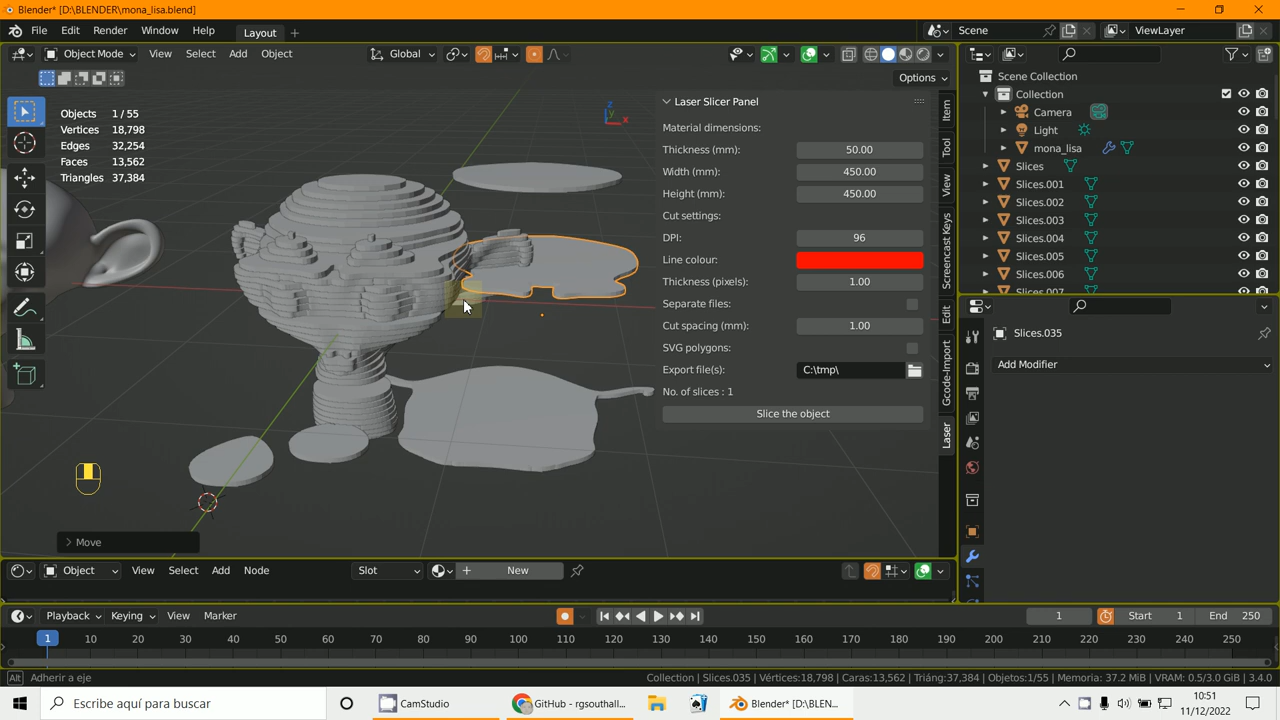 Blender* [D:\BLENDER\mona_lisa.blend]
File Edit Render Window Help Layout + Scene ViewLayer
Object Mode View Select Add Object Global
Options
Objects 1 / 55
Vertices 18,798
Edges 32,254
Faces 13,562
Triangles 37,384
z
y
x
Move
Laser Slicer Panel
Material dimensions:
Thickness (mm): 50.00
Width (mm): 450.00
Height (mm): 450.00
Cut settings:
DPI: 96
Line colour:
Thickness (pixels): 1.00
Separate files:
Cut spacing (mm): 1.00
SVG polygons:
Export file(s): C:\tmp\
No. of slices : 1
Slice the object
Item
Tool
View
Screencast Keys
Edit
Gcode-Import
Laser
Scene Collection
Collection
Camera
Light
mona_lisa
Slices
Slices.001
Slices.002
Slices.003
Slices.004
Slices.005
Slices.006
Slices.007
Slices.035
Add Modifier
Object View Select Add Node Slot New
Playback Keying View Marker 1 Start 1 End 250
1 10 20 30 40 50 60 70 80 90 100 110 120 130 140 150 160 170 180 190 200 210 220 230 240 250
Alt Adherir a eje Collection | Slices.035 | Vértices:18,798 | Caras:13,562 | Triáng:37,384 | Objetos:1/55 | Memoria: 37.2 MiB | VRAM: 0.5/3.0 GiB | 3.4.0
Escribe aquí para buscar CamStudio GitHub - rgsouthall... Blender* [D:\BLEN... 10:51
11/12/2022